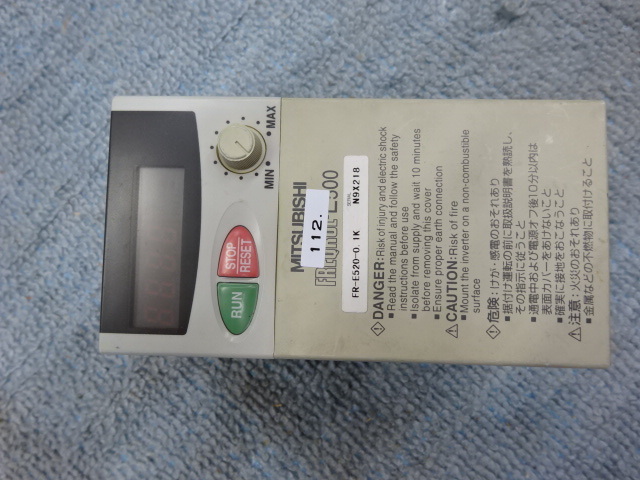 MIN
MAX
STOP
RESET
RUN
MITSUBISHI
112.
FR-E520-0.1K
N9X218
DANGER:Risk of injury and electric shock
•Read the manual and follow the safety
instructions before use
•Isolate from supply and wait 10 minutes
before removing this cover
•Ensure proper earth connection
CAUTION:Risk of fire
•Mount the inverter on a non-combustible
surface
危険:けが・感電のおそれあり
•据付け運転の前に取扱説明書を熟読し、
その指示に従うこと
•通電中および電源オフ後10分以内は
表面カバーをあけないこと
•確実に接地をおこなうこと
注意:火災のおそれあり
•金属などの不燃物に取付けること